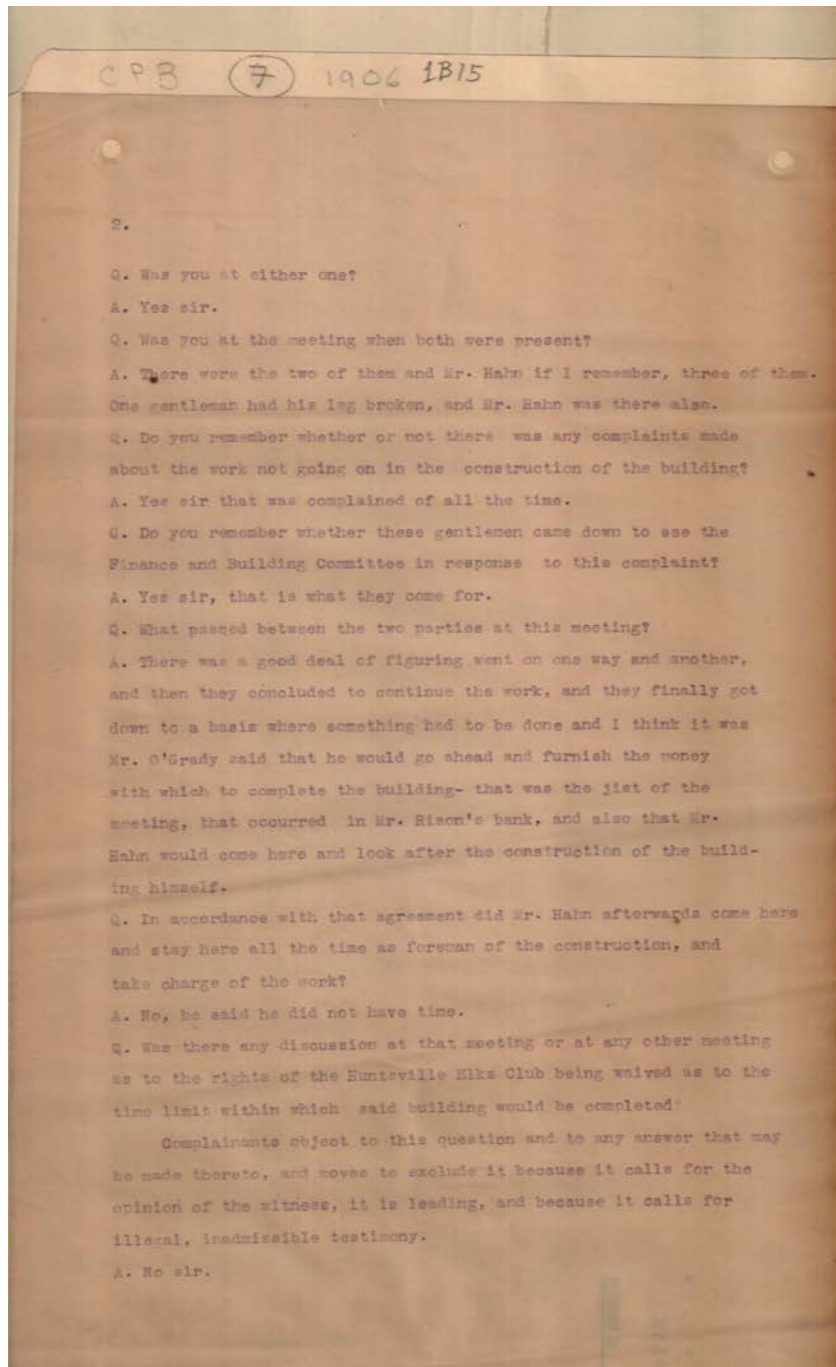 CPB 7 1906 1B15
2.
Q. Was you at either one?
A. Yes sir.
Q. Was you at the meeting when both were present?
A. There were the two of them and Mr. Hahn if I remember, three of them.
One gentleman had his leg broken, and Mr. Hahn was there also.
Q. Do you remember whether or not there was any complaints made
about the work not going on in the construction of the building?
A. Yes sir that was complained of all the time.
Q. Do you remember whether these gentlemen came down to see the
Finance and Building Committee in response to this complaint?
A. Yes sir, that is what they come for.
Q. What passed between the two parties at this meeting?
A. There was a good deal of figuring went on one way and another,
and then they concluded to continue the work, and they finally got
down to a basis where something had to be done and I think it was
Mr. O'Grady said that he would go ahead and furnish the money
with which to complete the building- that was the jist of the
meeting, that occurred in Mr. Rison's bank, and also that Mr.
Hahn would come here and look after the construction of the build-
ing himself.
Q. In accordance with that agreement did Mr. Hahn afterwards come here
and stay here all the time as foreman of the construction, and
take charge of the work?
A. No, he said he did not have time.
Q. Was there any discussion at that meeting or at any other meeting
as to the rights of the Huntsville Elks Club being waived as to the
time limit within which said building would be completed?
Complainants object to this question and to any answer that may
be made thereto, and moves to exclude it because it calls for the
opinion of the witness, it is leading, and because it calls for
illegal, inadmissible testimony.
A. No sir.